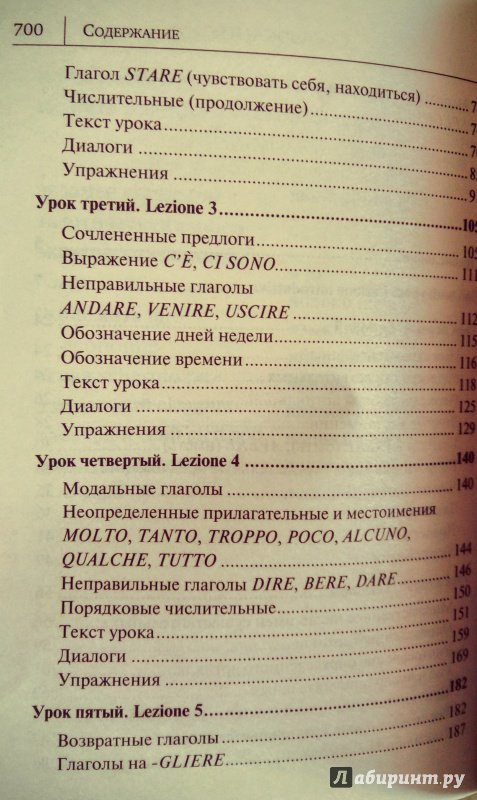 700 | СОДЕРЖАНИЕ
Глагол STARE (чувствовать себя, находиться)
Числительные (продолжение)
Текст урока
Диалоги
Упражнения
Урок третий. Lezione 3 105
Сочлененные предлоги 105
Выражение C'È, CI SONO 111
Неправильные глаголы
ANDARE, VENIRE, USCIRE 112
Обозначение дней недели 115
Обозначение времени 116
Текст урока 118
Диалоги 125
Упражнения 129
Урок четвертый. Lezione 4 140
Модальные глаголы 140
Неопределенные прилагательные и местоимения
MOLTO, TANTO, TROPPO, POCO, ALCUNO,
QUALCHE, TUTTO 144
Неправильные глаголы DIRE, BERE, DARE 146
Порядковые числительные 150
Текст урока 151
Диалоги 159
Упражнения 169
Урок пятый. Lezione 5 182
Возвратные глаголы 182
Глаголы на -GLIERE 187
Лабиринт.ру